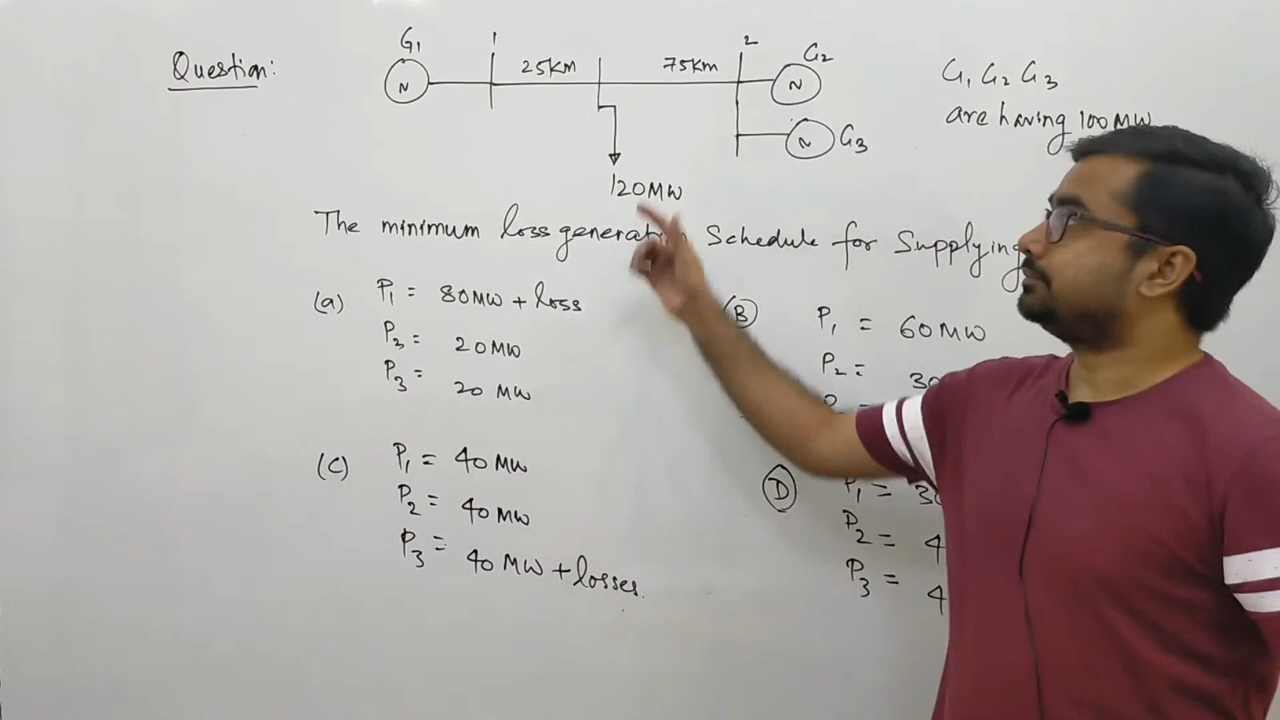 Question:
G1
1
25KM
75KM
2
G2
G3
N
N
N
120MW
G1 G2 G3
are having 100MW
The minimum loss generation Schedule for Supplying
(a) P1 = 80MW + loss
P2 = 20MW
P3 = 20 MW
(B) P1 = 60MW
P2 = 30
(C) P1 = 40 MW
P2 = 40 MW
P3 = 40 MW + losses.
(D) P1 = 30
P2 = 4
P3 = 4